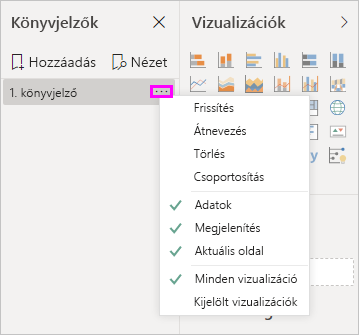 Könyvjelzők
Vizualizációk
Hozzáadás
Nézet
1. könyvjelző
Frissítés
Átnevezés
Törlés
Csoportosítás
Adatok
Megjelenítés
Aktuális oldal
Minden vizualizáció
Kijelölt vizualizációk